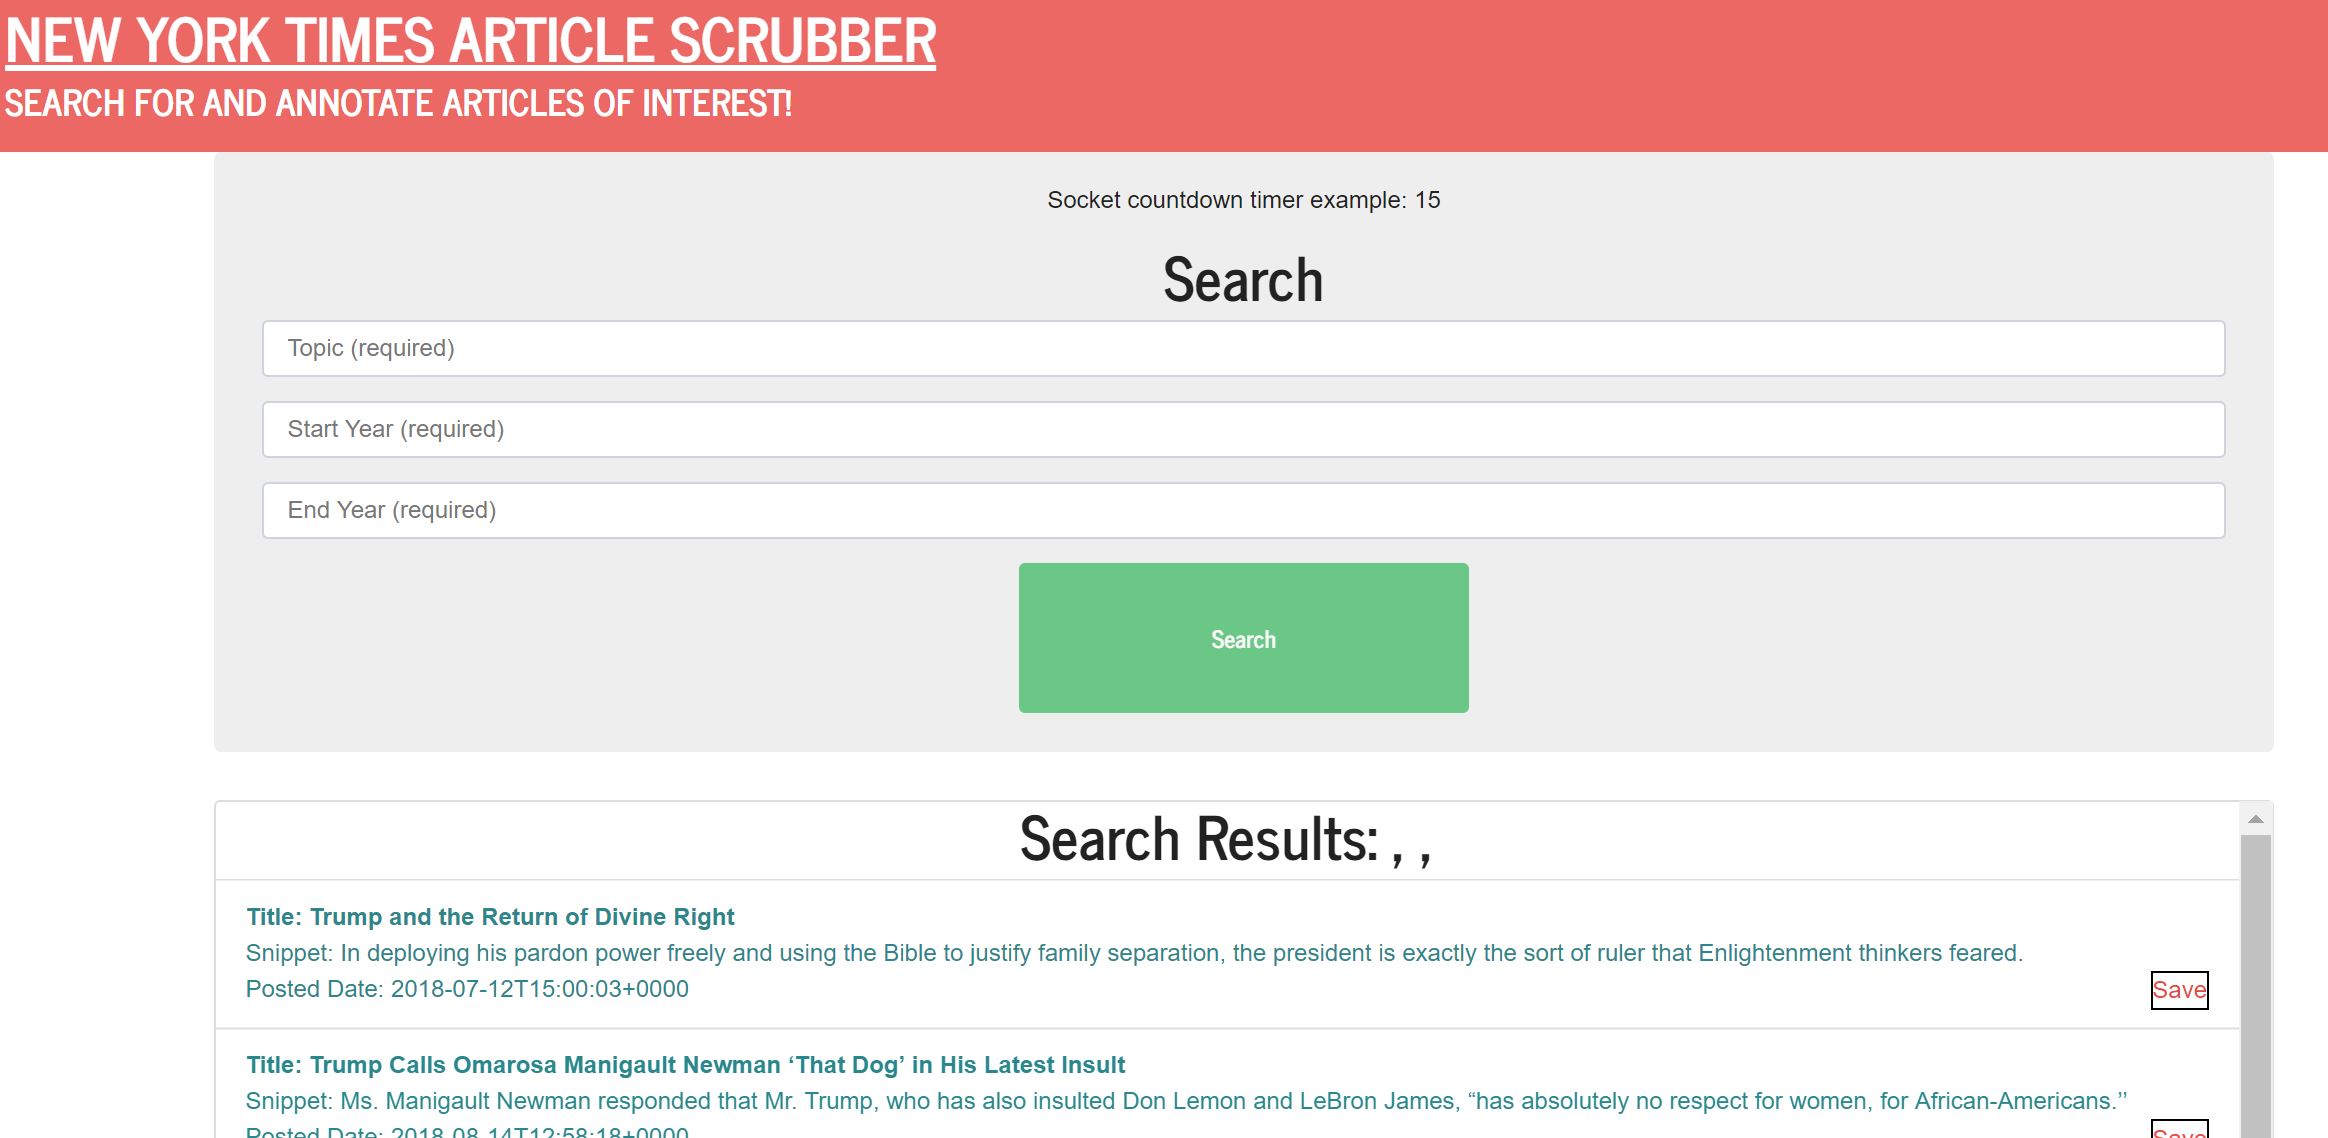 NEW YORK TIMES ARTICLE SCRUBBER
SEARCH FOR AND ANNOTATE ARTICLES OF INTEREST!
Socket countdown timer example: 15
Search
Topic (required)
Start Year (required)
End Year (required)
Search
Search Results: , ,
Title: Trump and the Return of Divine Right
Snippet: In deploying his pardon power freely and using the Bible to justify family separation, the president is exactly the sort of ruler that Enlightenment thinkers feared.
Posted Date: 2018-07-12T15:00:03+0000
Save
Title: Trump Calls Omarosa Manigault Newman ‘That Dog’ in His Latest Insult
Snippet: Ms. Manigault Newman responded that Mr. Trump, who has also insulted Don Lemon and LeBron James, “has absolutely no respect for women, for African-Americans.’’
Posted Date: 2018-08-14T12:58:18+0000
Save